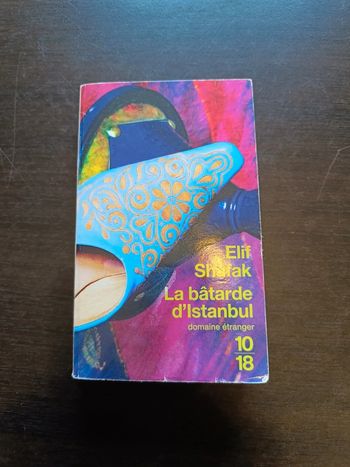 Elif
Shafak
La bâtarde
d'Istanbul
domaine étranger
10
18